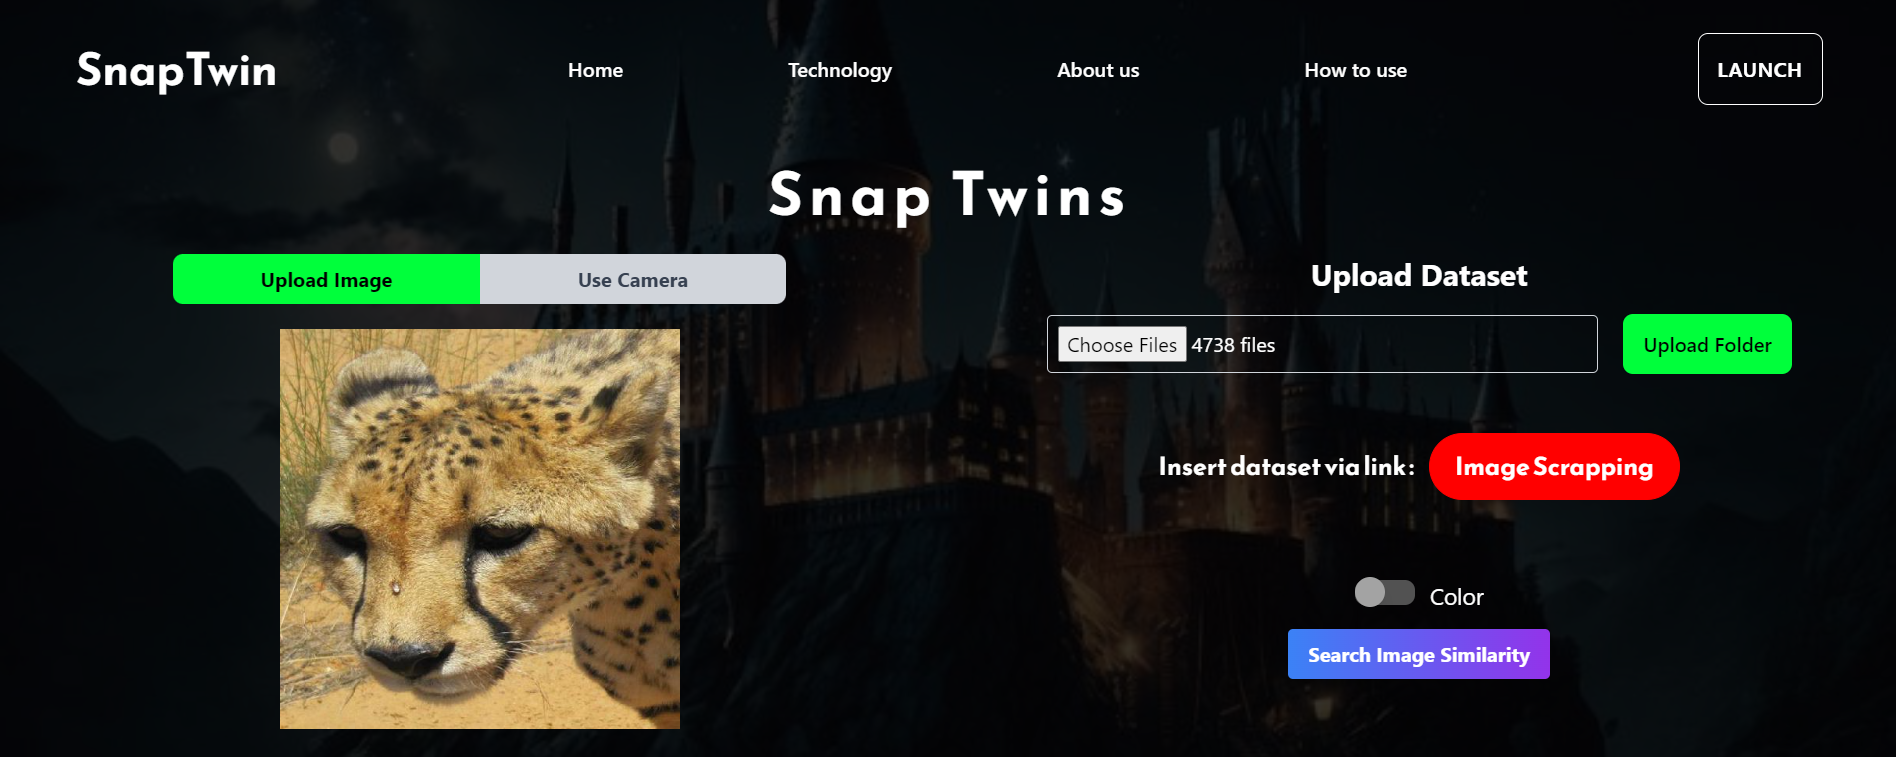 SnapTwin
Home
Technology
About us
How to use
LAUNCH
Snap Twins
Upload Image
Use Camera
Upload Dataset
Choose Files 4738 files
Upload Folder
Insert dataset via link :
Image Scrapping
Color
Search Image Similarity